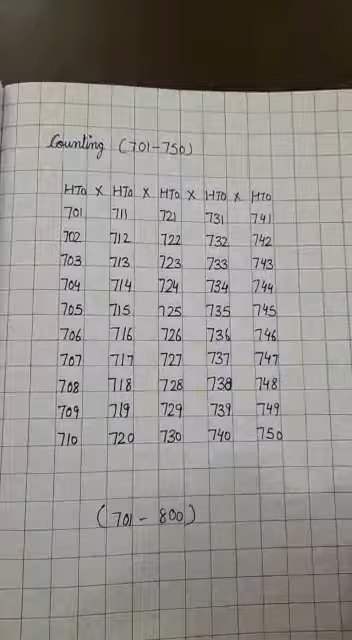 Counting (701-750)
HTO X HTO X HTO X HTO X HTO
701 711 721 731 741
702 712 722 732 742
703 713 723 733 743
704 714 724 734 744
705 715 725 735 745
706 716 726 736 746
707 717 727 737 747
708 718 728 738 748
709 719 729 739 749
710 720 730 740 750
(701 - 800)